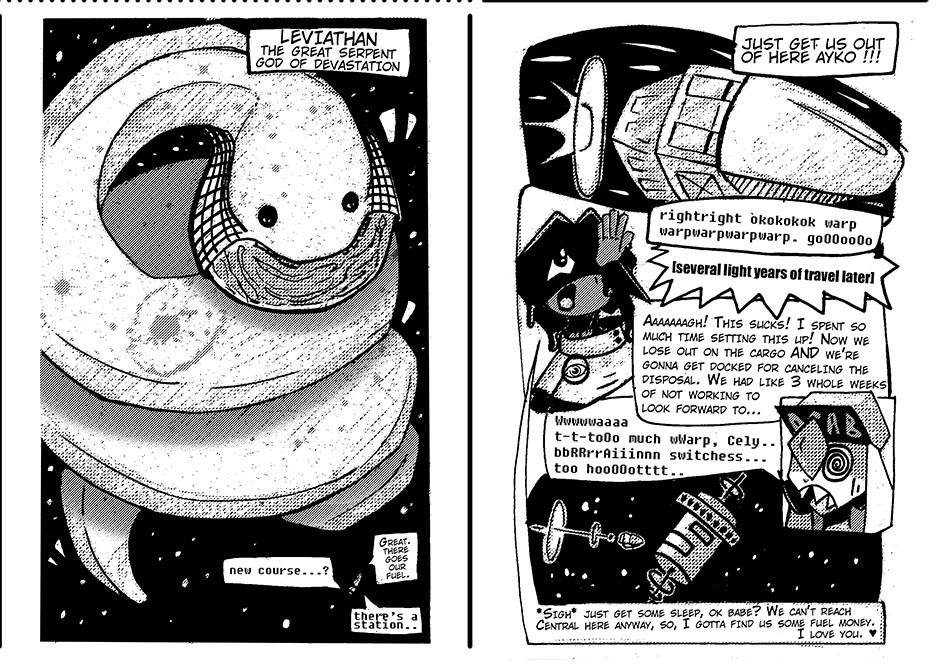 LEVIATHAN
THE GREAT SERPENT
GOD OF DEVASTATION
new course...?
GREAT.
THERE
GOES
OUR
FUEL.
there's a
station..
JUST GET US OUT
OF HERE AYKO !!!
rightright okokokok warp
warpwarpwarpwarp. goOOooOo
[several light years of travel later]
AAAAAAAGH! THIS SUCKS! I SPENT SO
MUCH TIME SETTING THIS UP! NOW WE
LOSE OUT ON THE CARGO AND WE'RE
GONNA GET DOCKED FOR CANCELING THE
DISPOSAL. WE HAD LIKE 3 WHOLE WEEKS
OF NOT WORKING TO
LOOK FORWARD TO...
Wwwwwaaaa
t-t-toOo much wWarp, Cely..
bbRRrrAiiinnn switchess...
too hooOOotttt..
ACAB
*SIGH* JUST GET SOME SLEEP, OK BABE? WE CAN'T REACH
CENTRAL HERE ANYWAY, SO, I GOTTA FIND US SOME FUEL MONEY.
I LOVE YOU. ♥